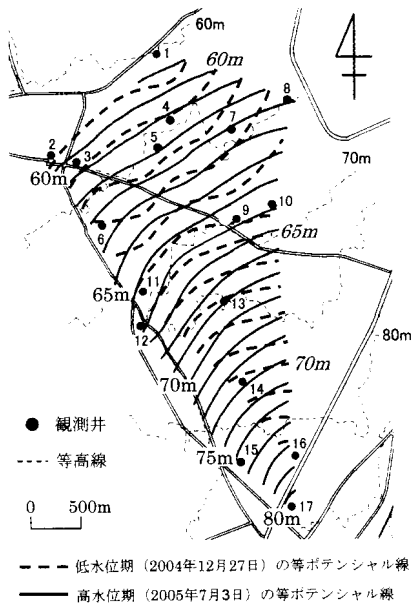 60m
60m
1
4
7
8
5
2
3
60m
70m
6
9
10
65m
65m
11
13
12
80m
70m
70m
14
75m
15
16
17
80m
観測井
等高線
0 500m
低水位期（2004年12月27日）の等ポテンシャル線
高水位期（2005年7月3日）の等ポテンシャル線